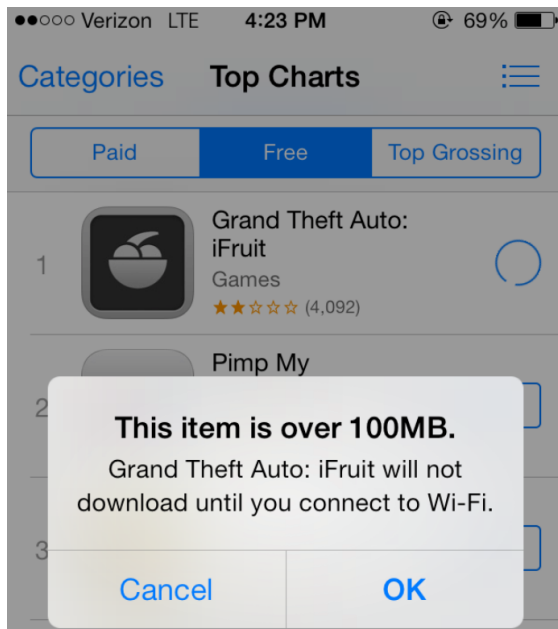 Verizon LTE 4:23 PM 69%
Categories Top Charts
Paid Free Top Grossing
1
Grand Theft Auto:
iFruit
Games
(4,092)
Pimp My
2
This item is over 100MB.
Grand Theft Auto: iFruit will not
download until you connect to Wi-Fi.
3
Cancel OK